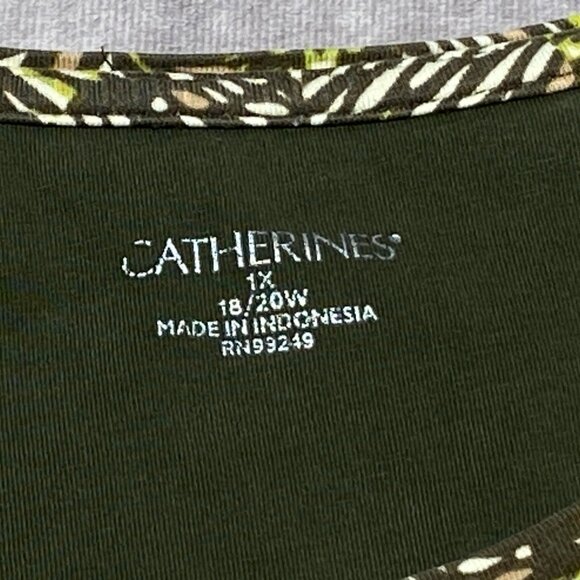 CATHERINES®
1X
18/20W
MADE IN INDONESIA
RN99249